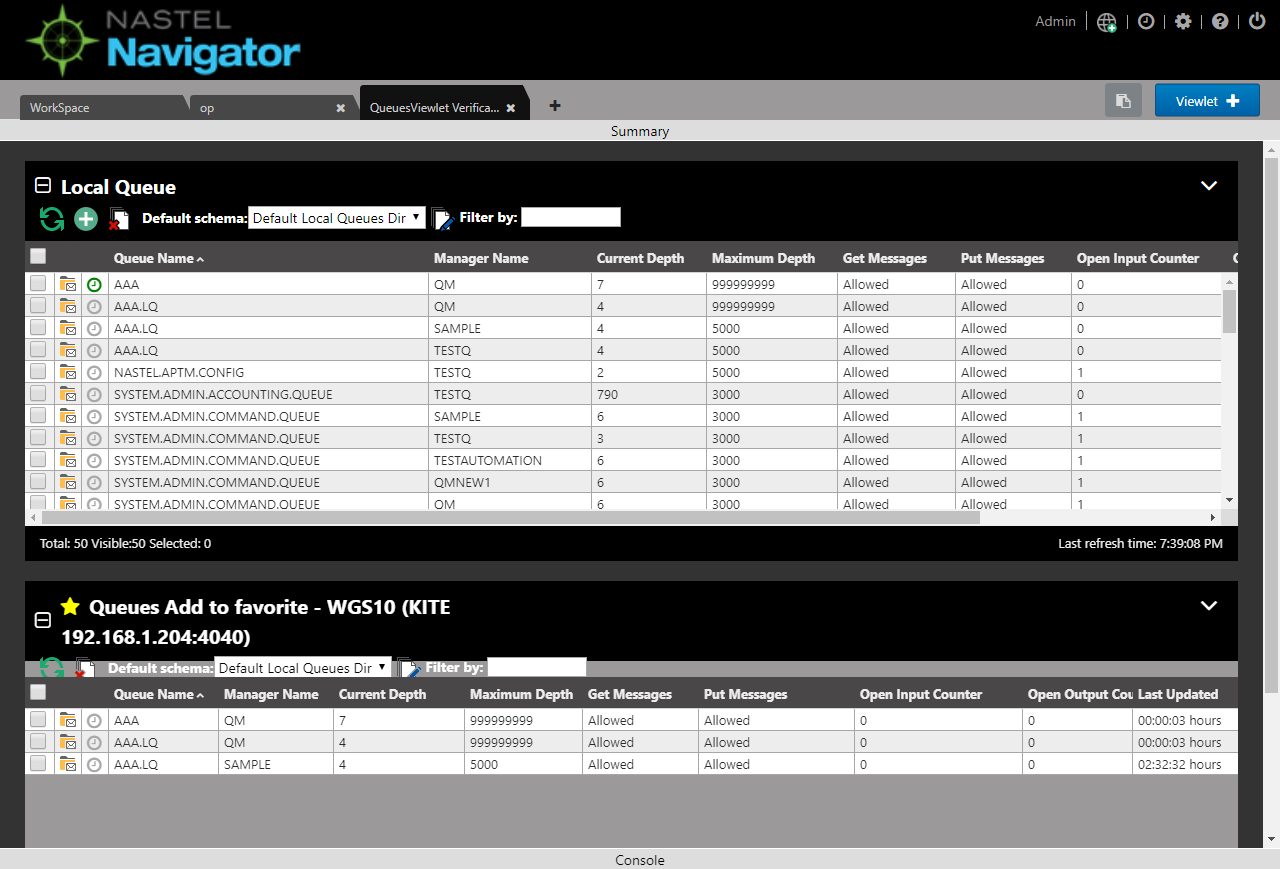 NASTEL
Navigator
Admin
WorkSpace op QueuesViewlet Verifica... Viewlet
Summary
Local Queue
Default schema: Default Local Queues Dir Filter by:
Queue Name Manager Name Current Depth Maximum Depth Get Messages Put Messages Open Input Counter
AAA QM 7 999999999 Allowed Allowed 0
AAA.LQ QM 4 999999999 Allowed Allowed 0
AAA.LQ SAMPLE 4 5000 Allowed Allowed 0
AAA.LQ TESTQ 4 5000 Allowed Allowed 0
NASTEL.APTM.CONFIG TESTQ 2 5000 Allowed Allowed 1
SYSTEM.ADMIN.ACCOUNTING.QUEUE TESTQ 790 3000 Allowed Allowed 0
SYSTEM.ADMIN.COMMAND.QUEUE SAMPLE 6 3000 Allowed Allowed 1
SYSTEM.ADMIN.COMMAND.QUEUE TESTQ 3 3000 Allowed Allowed 1
SYSTEM.ADMIN.COMMAND.QUEUE TESTAUTOMATION 6 3000 Allowed Allowed 1
SYSTEM.ADMIN.COMMAND.QUEUE QMNEW1 6 3000 Allowed Allowed 1
SYSTEM.ADMIN.COMMAND.QUEUE QM 6 3000 Allowed Allowed 1
Total: 50 Visible:50 Selected: 0 Last refresh time: 7:39:08 PM
Queues Add to favorite - WGS10 (KITE
192.168.1.204:4040)
Default schema: Default Local Queues Dir Filter by:
Queue Name Manager Name Current Depth Maximum Depth Get Messages Put Messages Open Input Counter Open Output Cou Last Updated
AAA QM 7 999999999 Allowed Allowed 0 0 00:00:03 hours
AAA.LQ QM 4 999999999 Allowed Allowed 0 0 00:00:03 hours
AAA.LQ SAMPLE 4 5000 Allowed Allowed 0 0 02:32:32 hours
Console